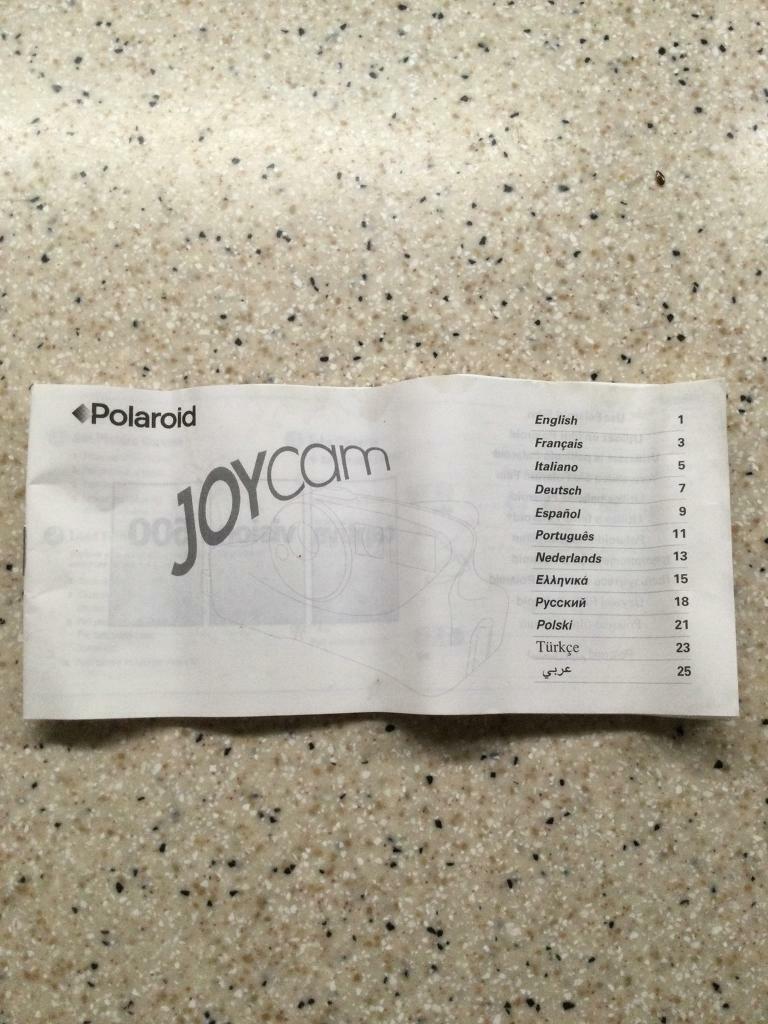 Polaroid
JOYcam
English 1
Français 3
Italiano 5
Deutsch 7
Español 9
Português 11
Nederlands 13
Ελληνικά 15
Русский 18
Polski 21
Türkçe 23
عربي 25